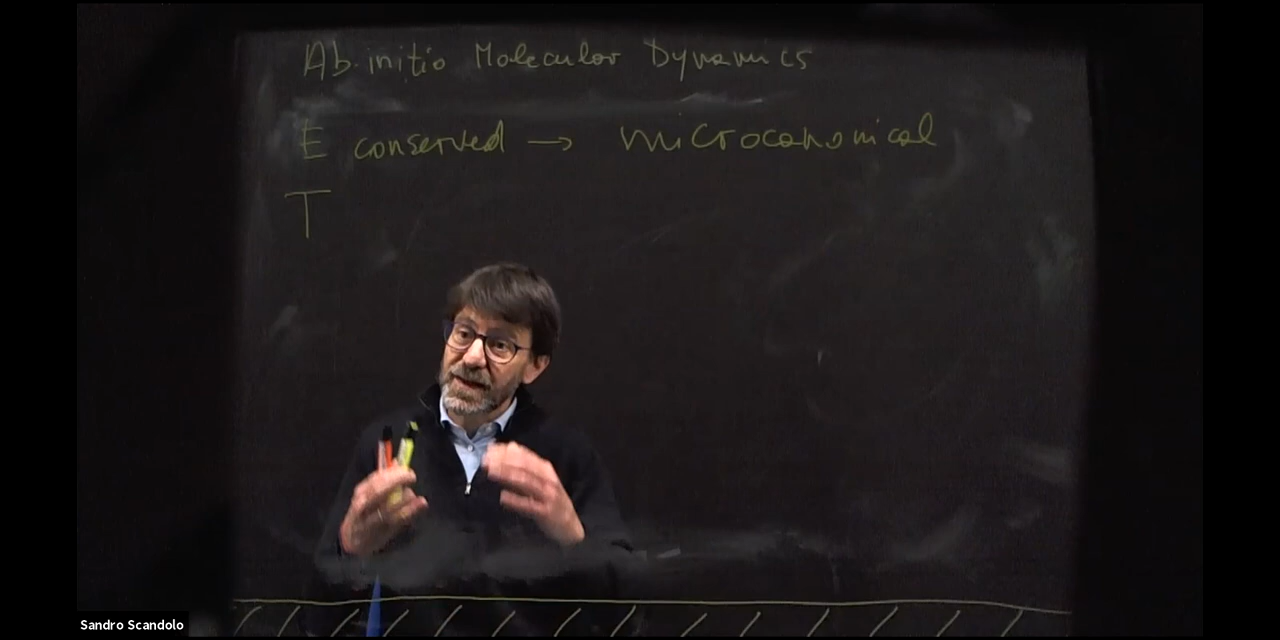 Ab. initio Molecular Dynamics
E conserved → microcanonical
T
Sandro Scandolo